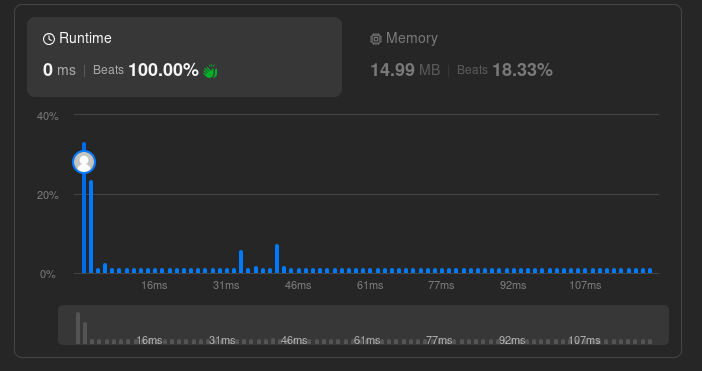 Runtime
0 ms | Beats 100.00%
Memory
14.99 MB | Beats 18.33%
40%
20%
0%
16ms 31ms 46ms 61ms 77ms 92ms 107ms
16ms 31ms 46ms 61ms 77ms 92ms 107ms